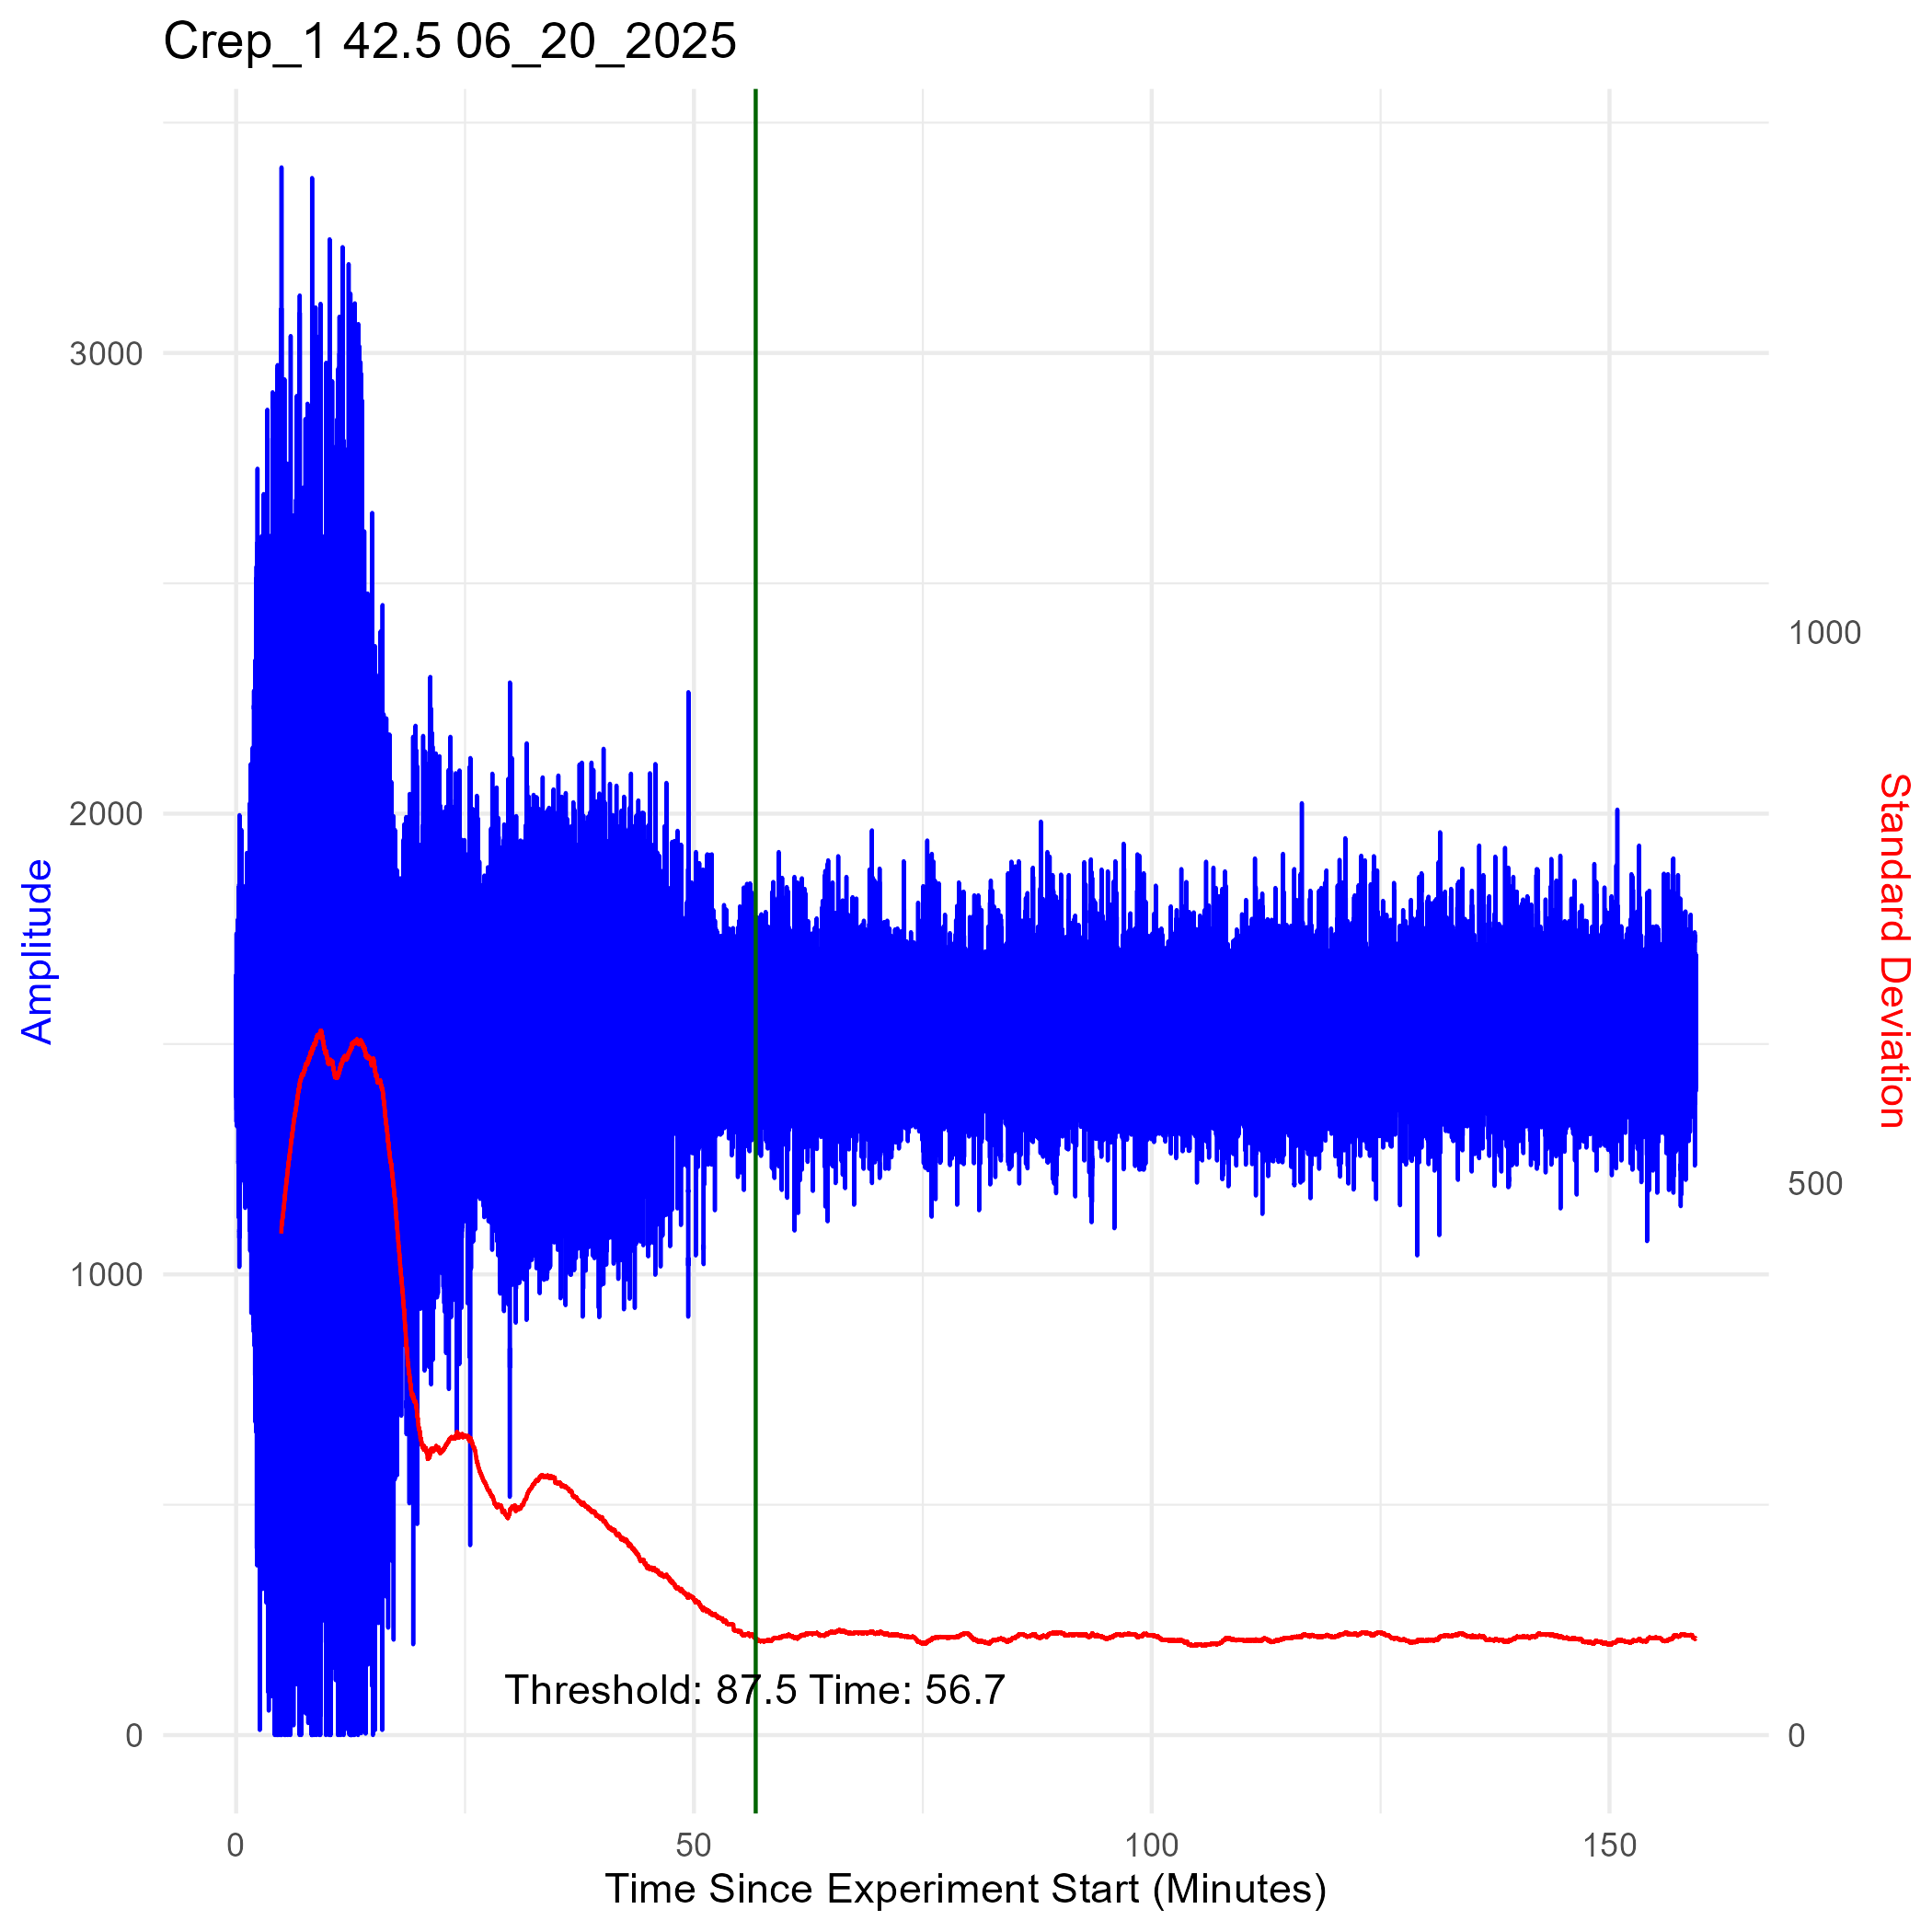 Crep_1 42.5 06_20_2025
3000
2000
1000
0
Amplitude
1000
500
0
Standard Deviation
Threshold: 87.5 Time: 56.7
0 50 100 150
Time Since Experiment Start (Minutes)